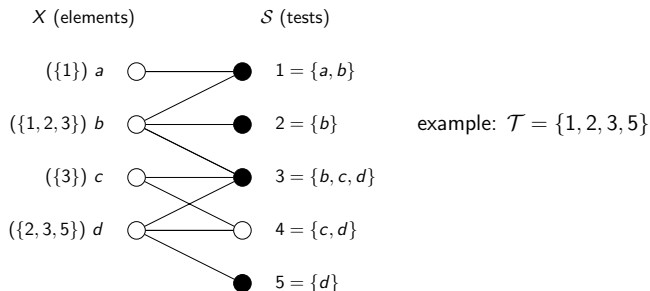 X (elements) S (tests)
({1}) a 1 = {a, b}
({1, 2, 3}) b 2 = {b} example: T = {1, 2, 3, 5}
({3}) c 3 = {b, c, d}
({2, 3, 5}) d 4 = {c, d}
5 = {d}